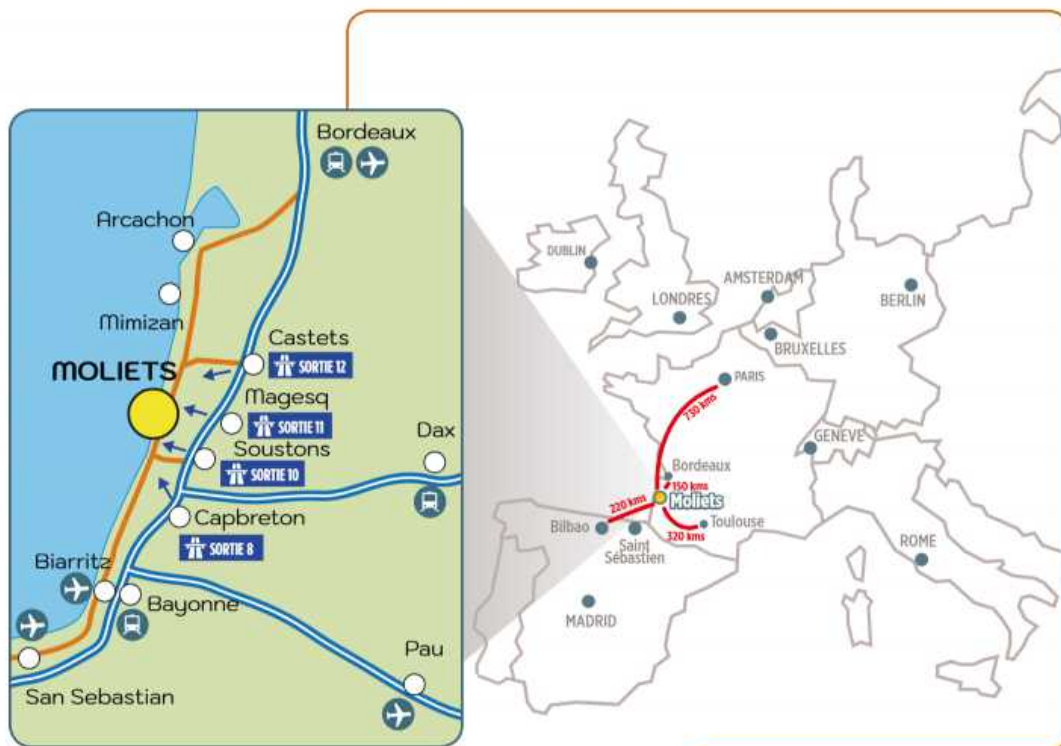 Bordeaux
Arcachon
Mimizan
Castets
SORTIE 12
MOLIETS
Magesq
SORTIE 11
Dax
Soustons
SORTIE 10
Capbreton
SORTIE 8
Biarritz
Bayonne
Pau
San Sebastian
DUBLIN
LONDRES
AMSTERDAM
BERLIN
BRUXELLES
PARIS
730 kms
GENÈVE
Bordeaux
150 kms
Moliets
220 kms
Bilbao
Saint
Sébastien
320 kms
Toulouse
ROME
MADRID